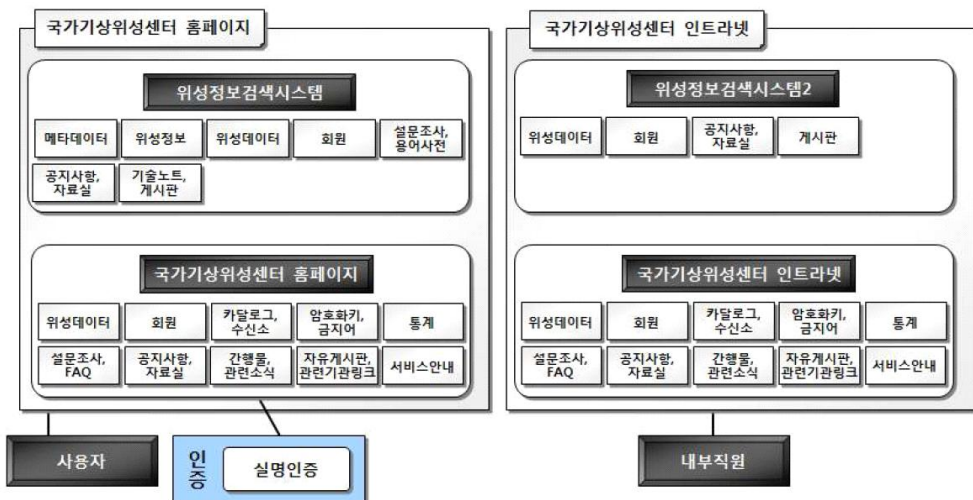 국가기상위성센터 홈페이지
위성정보검색시스템
메타데이터
위성정보
위성데이터
회원
설문조사,
용어사전
공지사항,
자료실
기술노트,
게시판
국가기상위성센터 홈페이지
위성데이터
회원
카달로그,
수신소
암호화키,
금지어
통계
설문조사,
FAQ
공지사항,
자료실
간행물,
관련소식
자유게시판,
관련기관링크
서비스안내
사용자
인증
실명인증
국가기상위성센터 인트라넷
위성정보검색시스템2
위성데이터
회원
공지사항,
자료실
게시판
국가기상위성센터 인트라넷
위성데이터
회원
카달로그,
수신소
암호화키,
금지어
통계
설문조사,
FAQ
공지사항,
자료실
간행물,
관련소식
자유게시판,
관련기관링크
서비스안내
내부직원